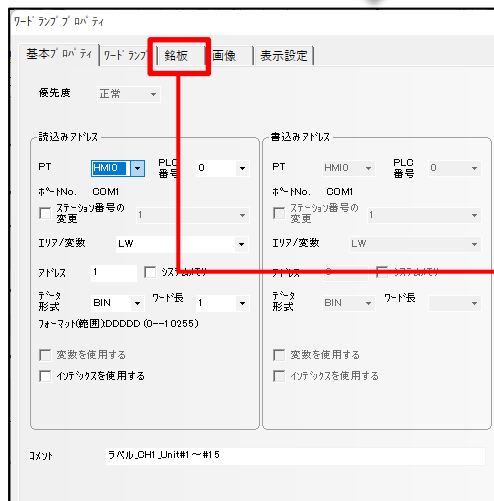 ワードランププロパティ
基本プロパティ ワードランプ 銘板 画像 表示設定
優先度 正常
読込みアドレス 書込みアドレス
PT HMI0 PLC番号 0 PT HMI0 PLC番号 0
ポートNo. COM1 ポートNo. COM1
ステーション番号の変更 1 ステーション番号の変更 1
エリア/変数 LW エリア/変数 LW
アドレス 1 システムメモリ アドレス 0 システムメモリ
データ形式 BIN ワード長 1 データ形式 BIN ワード長
フォーマット(範囲):DDDDD (0--10255)
変数を使用する 変数を使用する
インデックスを使用する インデックスを使用する
コメント ラベル_CH1_Unit#1～#15